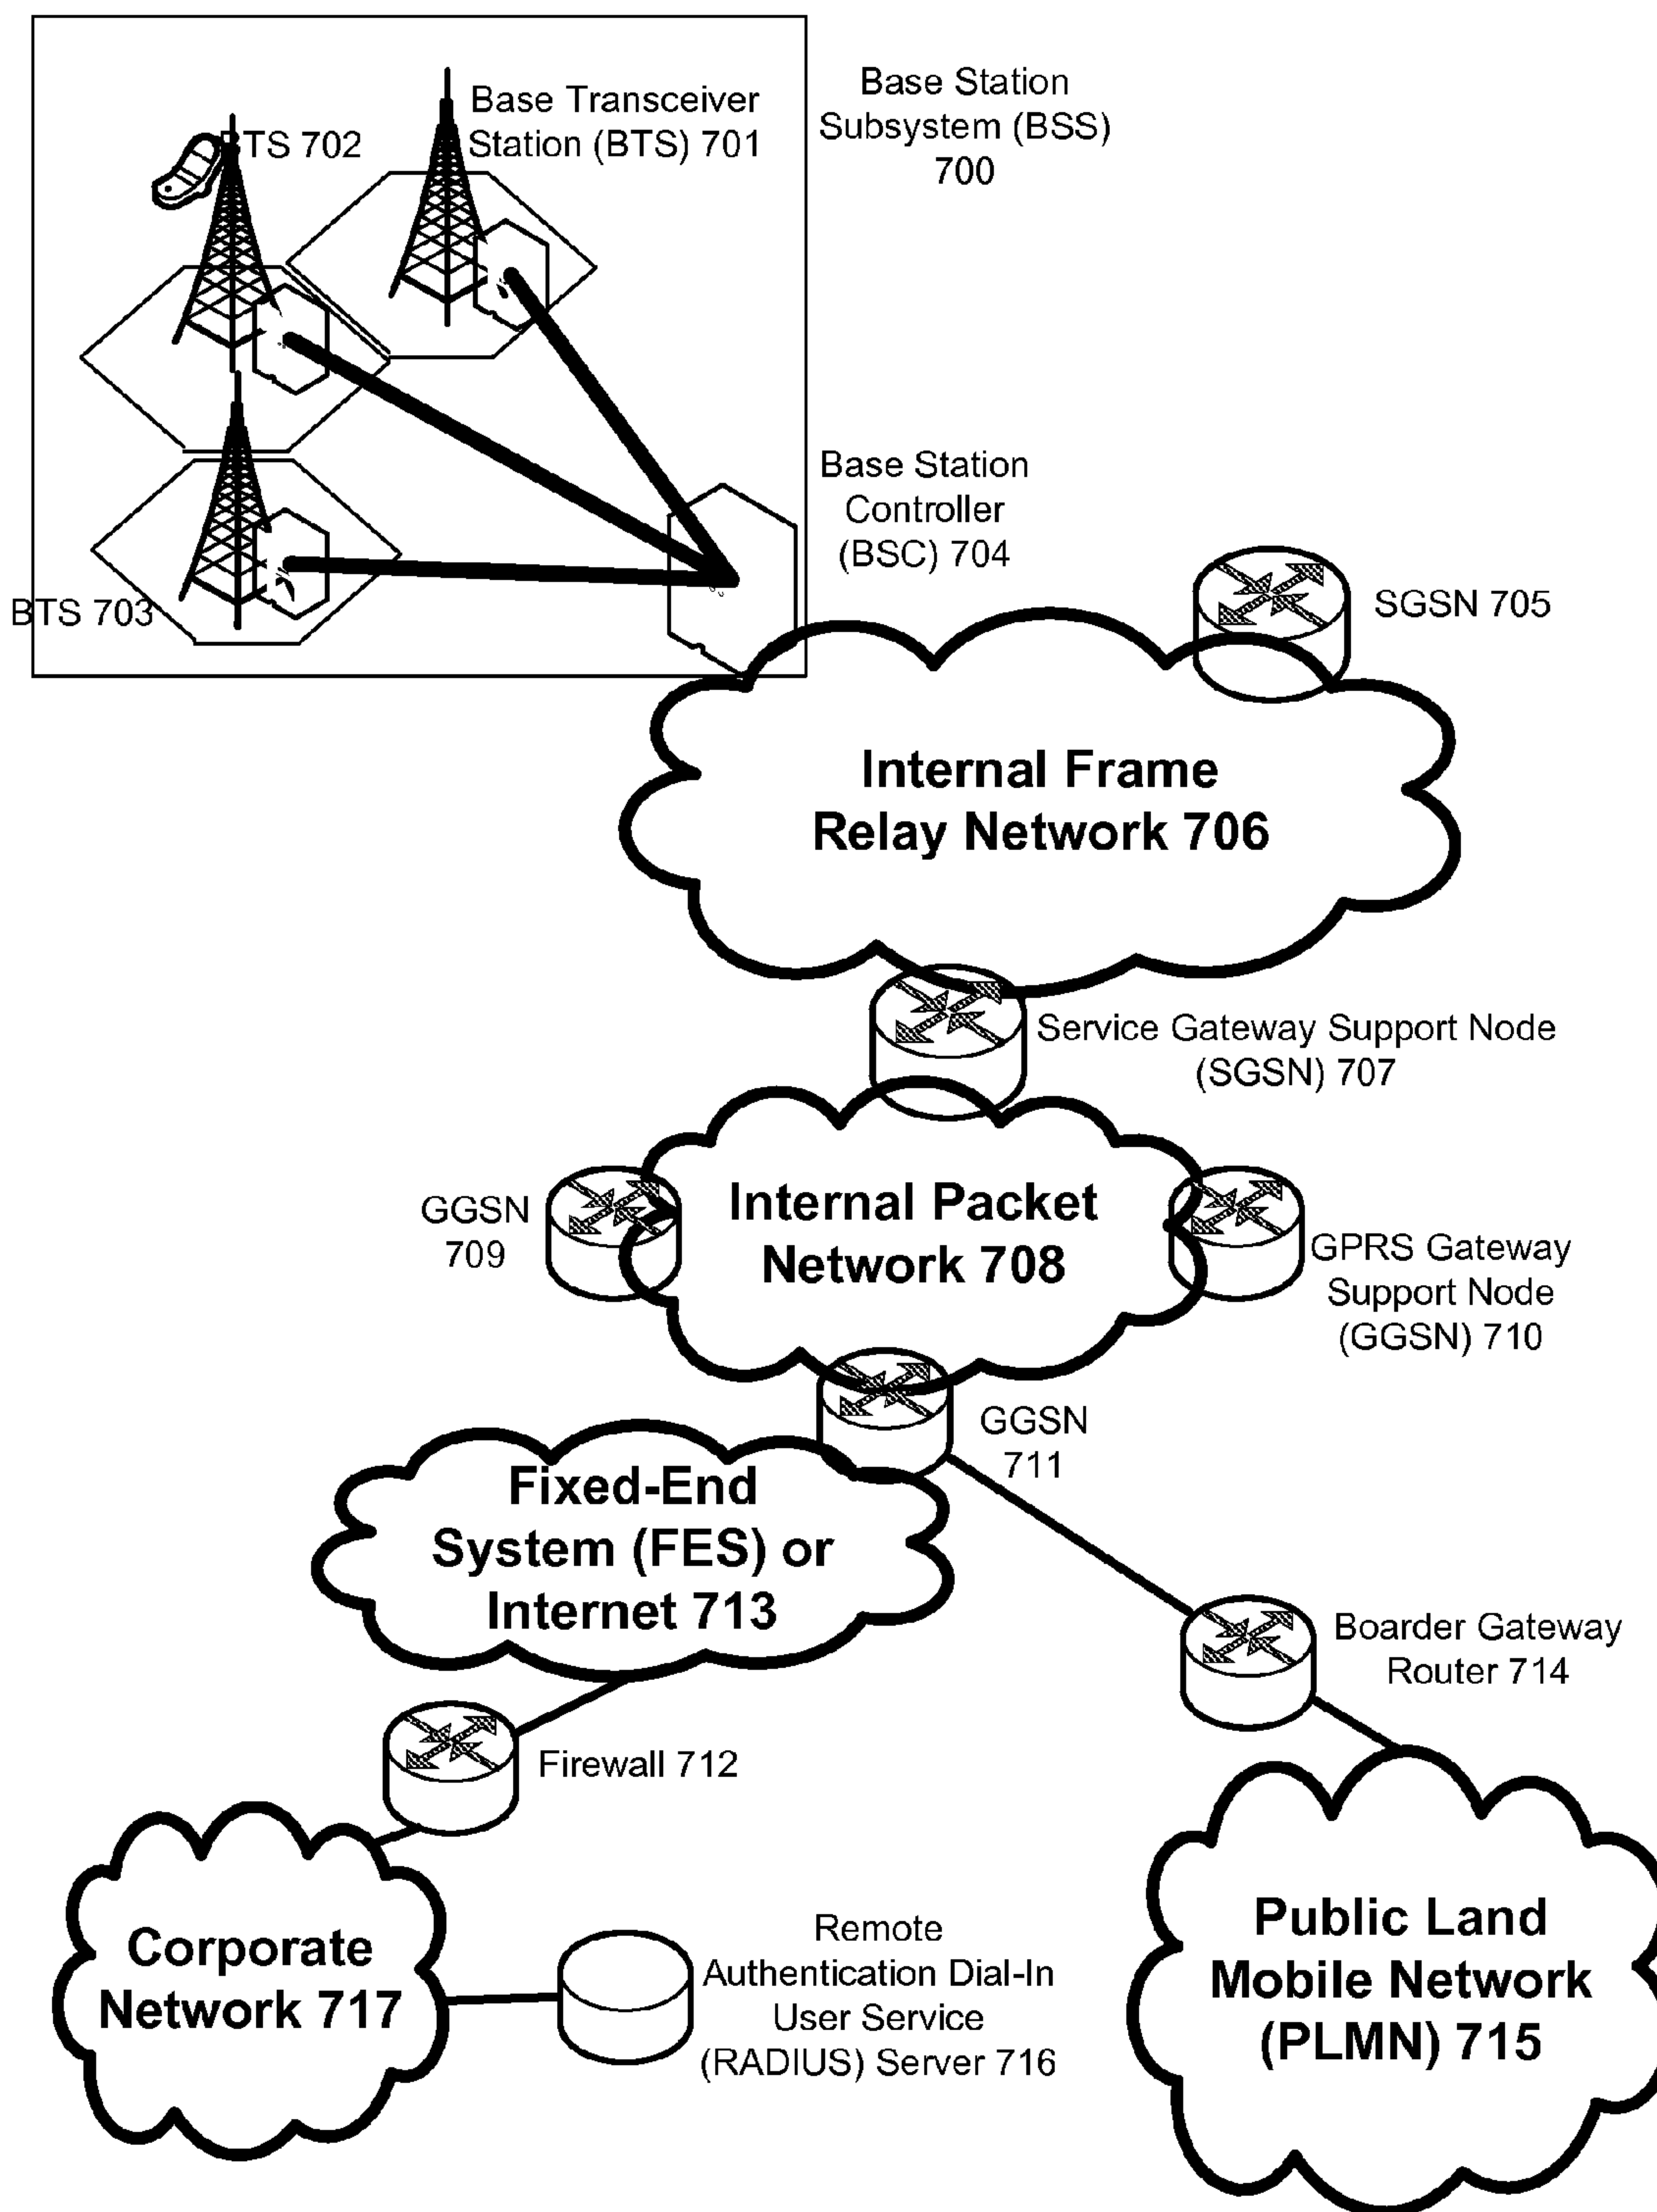 Base Transceiver
Station (BTS) 701
BTS 702
Base Station
Subsystem (BSS)
700
Base Station
Controller
(BSC) 704
BTS 703
SGSN 705
Internal Frame
Relay Network 706
Service Gateway Support Node
(SGSN) 707
GGSN
709
Internal Packet
Network 708
GPRS Gateway
Support Node
(GGSN) 710
GGSN
711
Fixed-End
System (FES) or
Internet 713
Boarder Gateway
Router 714
Firewall 712
Corporate
Network 717
Remote
Authentication Dial-In
User Service
(RADIUS) Server 716
Public Land
Mobile Network
(PLMN) 715